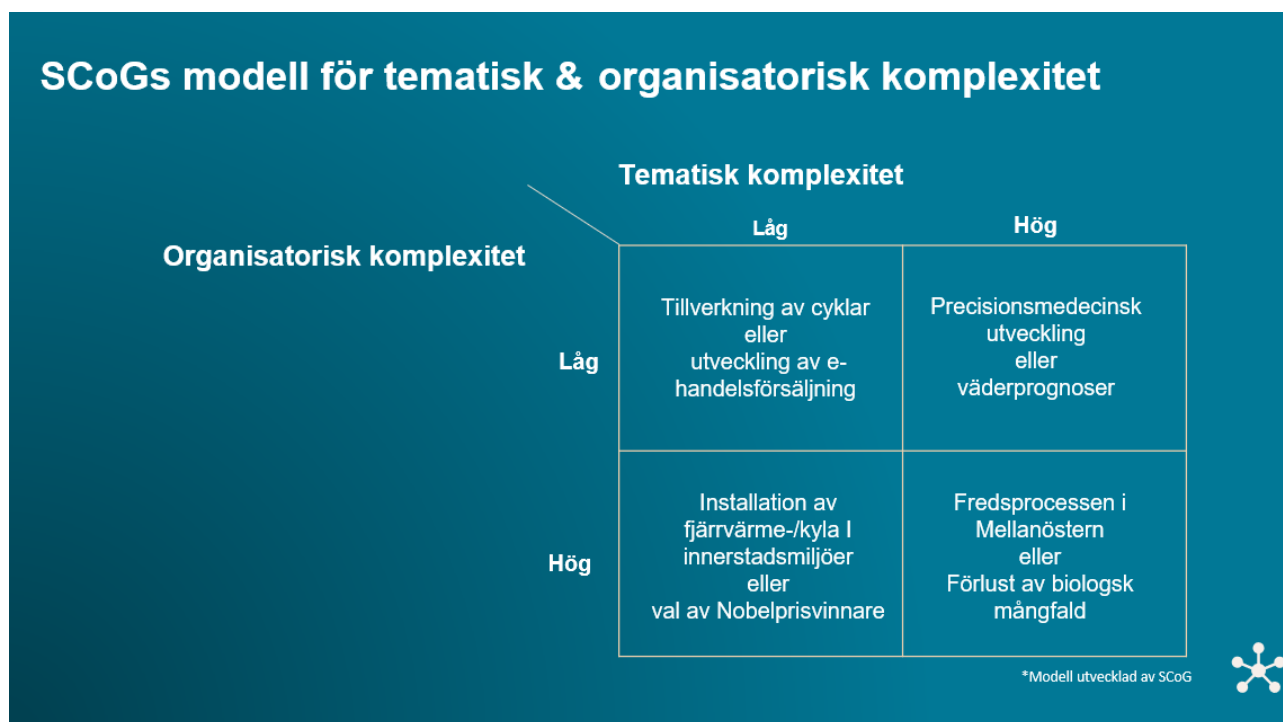 SCoGs modell för tematisk & organisatorisk komplexitet
Tematisk komplexitet
Låg
Hög
Organisatorisk komplexitet
Låg
Tillverkning av cyklar
eller
utveckling av e-
handelsförsäljning
Precisionsmedecinsk
utveckling
eller
väderprognoser
Hög
Installation av
fjärrvärme-/kyla I
innerstadsmiljöer
eller
val av Nobelprisvinnare
Fredsprocessen i
Mellanöstern
eller
Förlust av biologsk
mångfald
*Modell utvecklad av SCoG